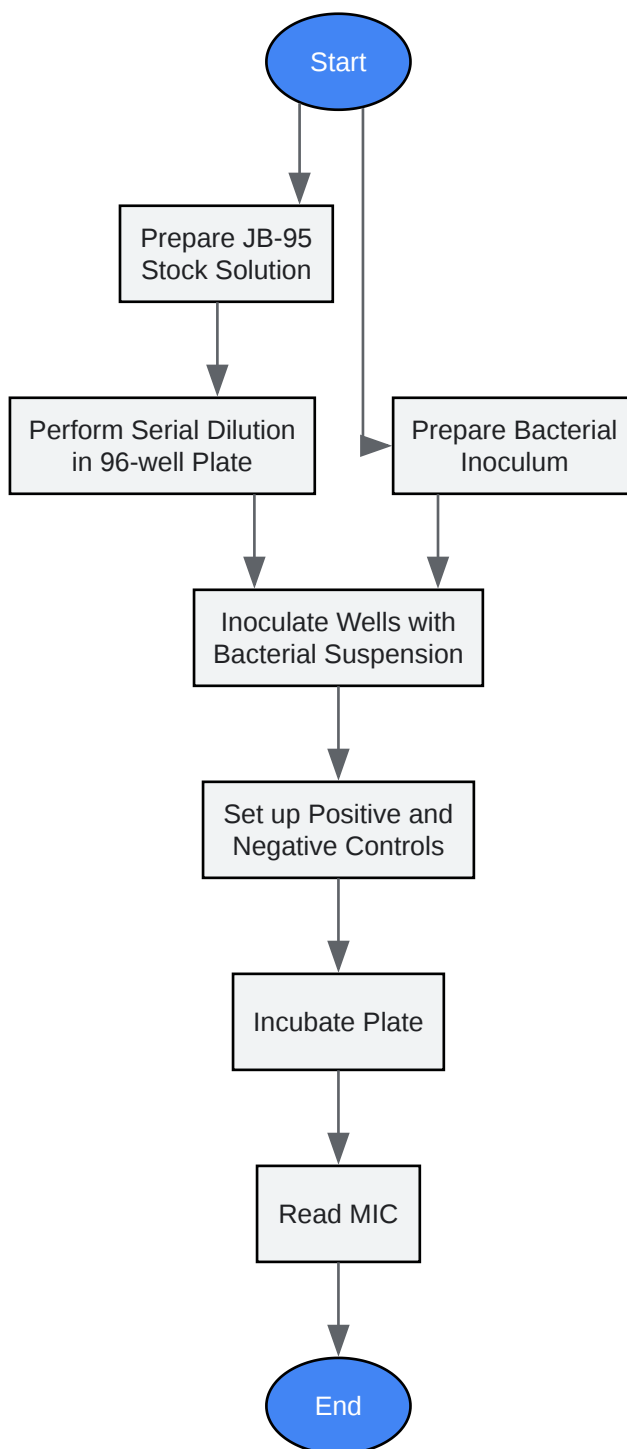 Start
Prepare JB-95
Stock Solution
Perform Serial Dilution
in 96-well Plate
Prepare Bacterial
Inoculum
Inoculate Wells with
Bacterial Suspension
Set up Positive and
Negative Controls
Incubate Plate
Read MIC
End